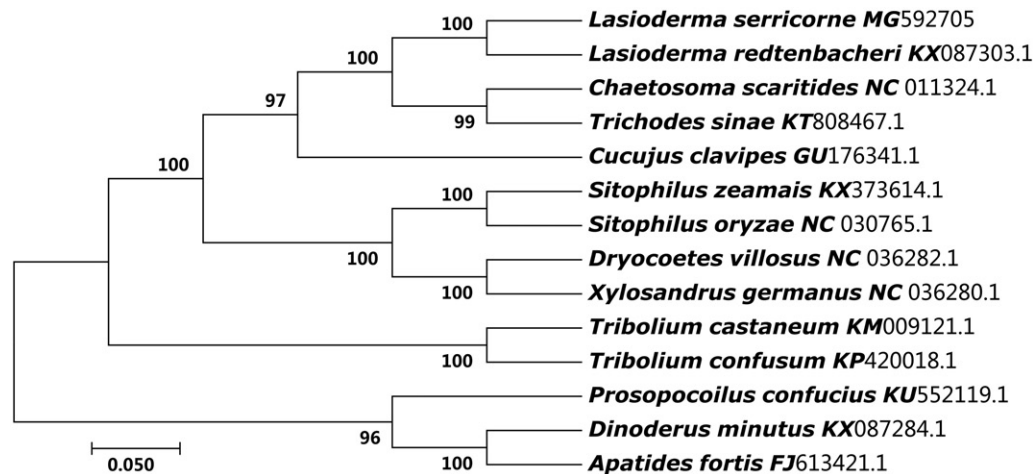 100
Lasioderma serricorne MG592705
Lasioderma redtenbacheri KX087303.1
100
Chaetosoma scaritides NC 011324.1
97
99
Trichodes sinae KT808467.1
Cucujus clavipes GU176341.1
100
100
Sitophilus zeamais KX373614.1
Sitophilus oryzae NC 030765.1
100
Dryocoetes villosus NC 036282.1
100
Xylosandrus germanus NC 036280.1
Tribolium castaneum KM009121.1
100
Tribolium confusum KP420018.1
Prosopocoilus confucius KU552119.1
96
Dinoderus minutus KX087284.1
100
Apatides fortis FJ613421.1
0.050